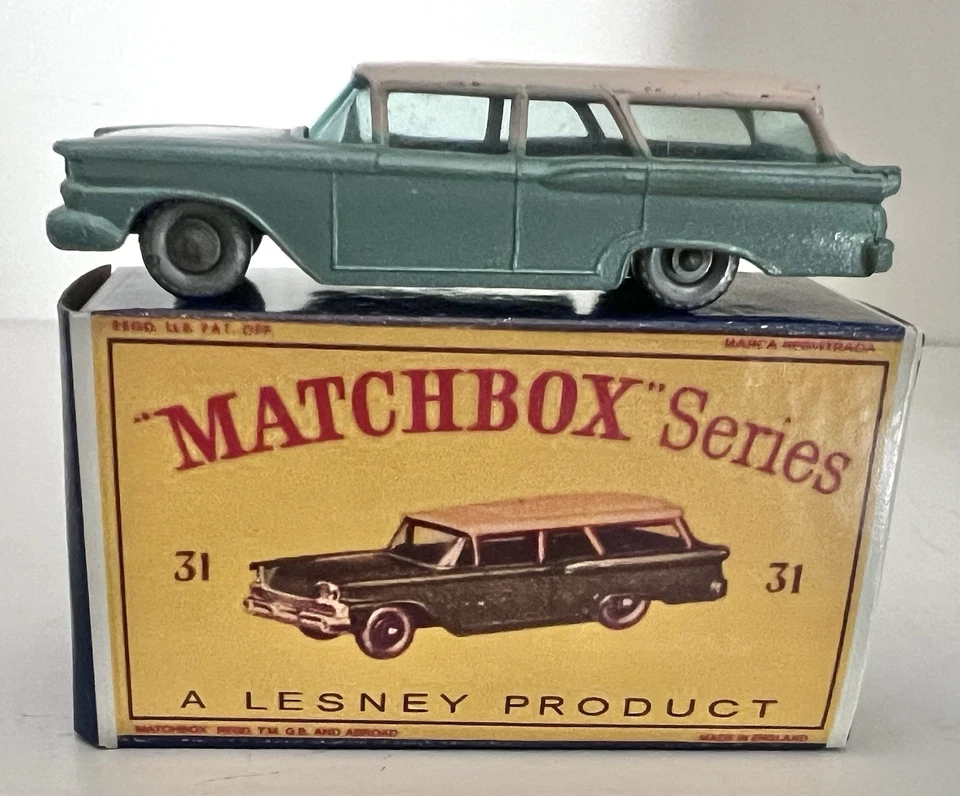 REGD. U.S. PAT. OFF.
MARCA REGISTRADA
"MATCHBOX" Series
31
31
A LESNEY PRODUCT
MATCHBOX REGD. T.M. G.B. AND ABROAD
MADE IN ENGLAND